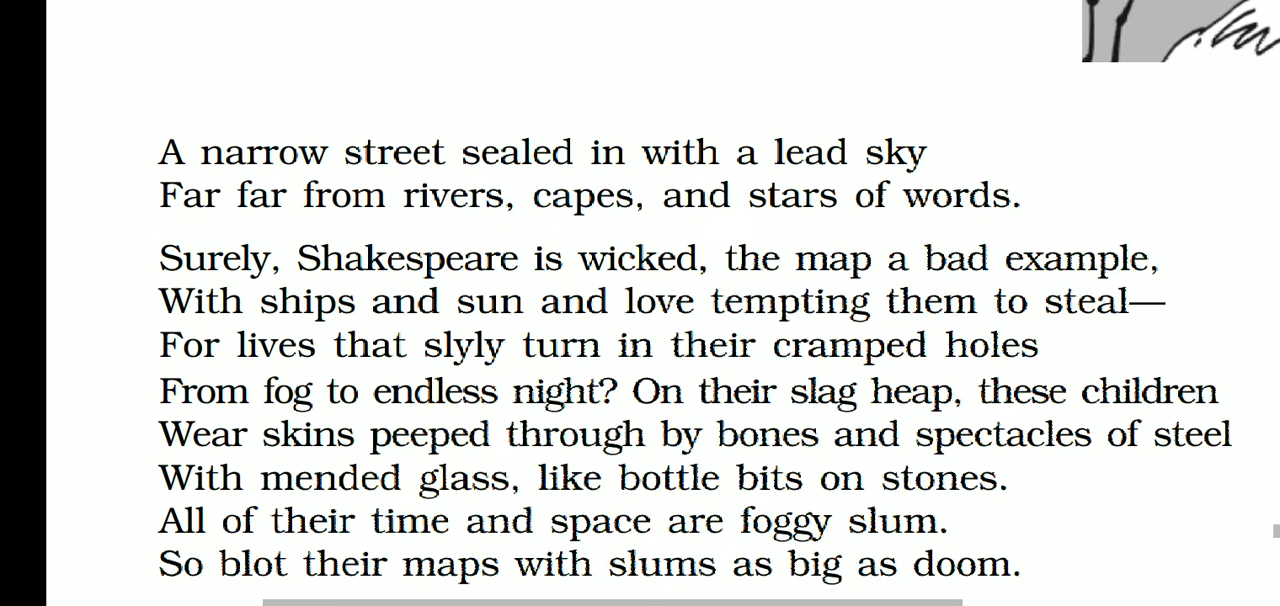 A narrow street sealed in with a lead sky
Far far from rivers, capes, and stars of words.
Surely, Shakespeare is wicked, the map a bad example,
With ships and sun and love tempting them to steal—
For lives that slyly turn in their cramped holes
From fog to endless night? On their slag heap, these children
Wear skins peeped through by bones and spectacles of steel
With mended glass, like bottle bits on stones.
All of their time and space are foggy slum.
So blot their maps with slums as big as doom.